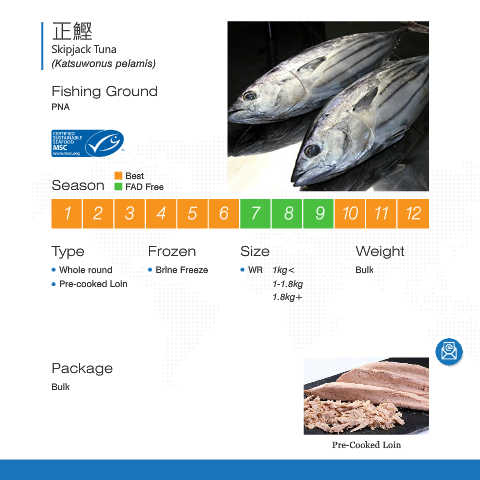 正鰹
Skipjack Tuna
(Katsuwonus pelamis)
Fishing Ground
PNA
CERTIFIED
SUSTAINABLE
SEAFOOD
MSC
www.msc.org
Season
Best
FAD Free
1 2 3 4 5 6 7 8 9 10 11 12
Type
Whole round
Pre-cooked Loin
Frozen
Brine Freeze
Size
WR 1kg<
1-1.8kg
1.8kg+
Weight
Bulk
Package
Bulk
Pre-Cooked Loin